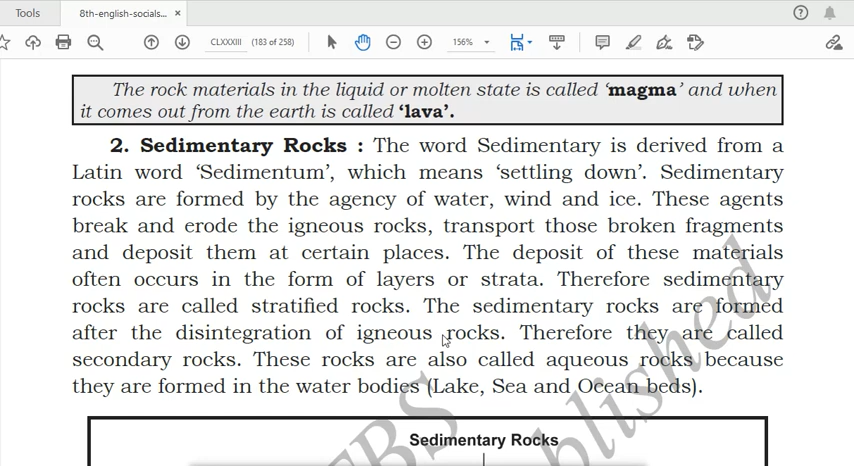 Tools
8th-english-socials... ×
CLXXXIII (183 of 258)
156%
The rock materials in the liquid or molten state is called ‘magma’ and when
it comes out from the earth is called ‘lava’.
2. Sedimentary Rocks : The word Sedimentary is derived from a
Latin word ‘Sedimentum’, which means ‘settling down’. Sedimentary
rocks are formed by the agency of water, wind and ice. These agents
break and erode the igneous rocks, transport those broken fragments
and deposit them at certain places. The deposit of these materials
often occurs in the form of layers or strata. Therefore sedimentary
rocks are called stratified rocks. The sedimentary rocks are formed
after the disintegration of igneous rocks. Therefore they are called
secondary rocks. These rocks are also called aqueous rocks because
they are formed in the water bodies (Lake, Sea and Ocean beds).
Sedimentary Rocks